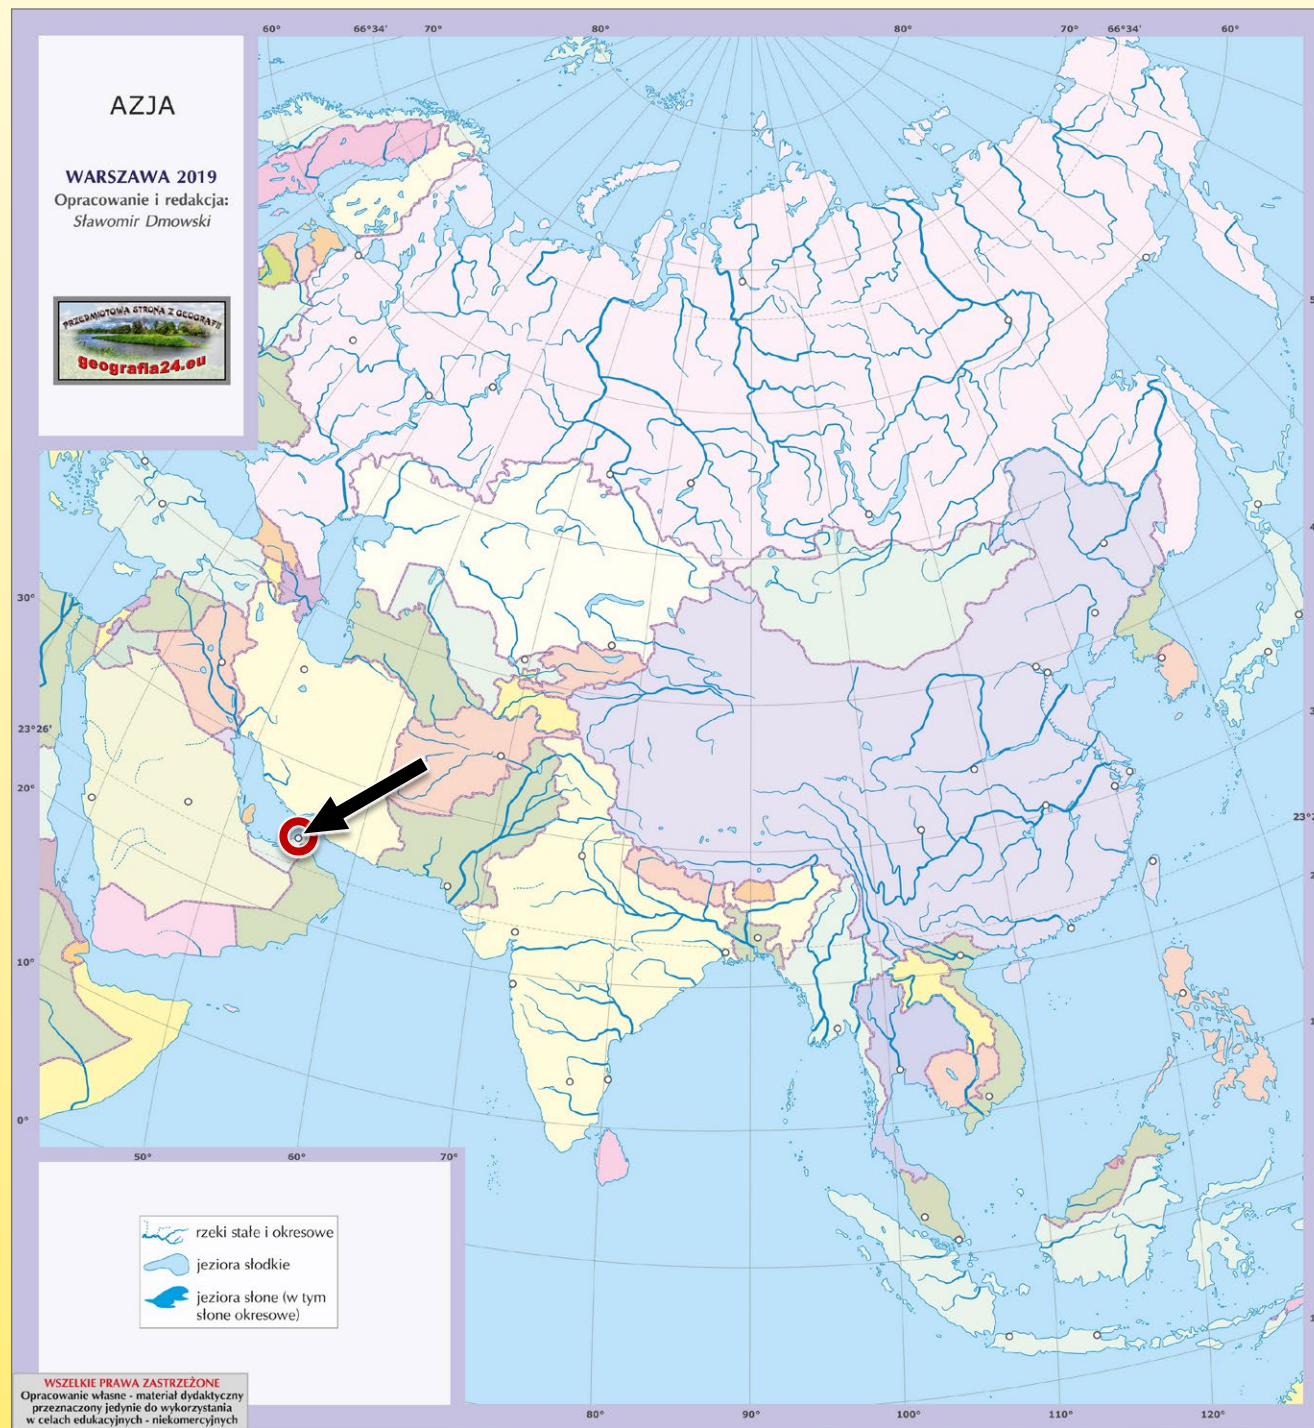 60° 66°34' 70° 80° 90° 80° 70° 66°34' 60°
AZJA
WARSZAWA 2019
Opracowanie i redakcja:
Sławomir Dmowski
PRZEDMIOTOWA STRONA Z GEOGRAFII
geografia24.eu
30°
23°26'
20°
10°
0°
50° 60° 70°
rzeki stałe i okresowe
jeziora słodkie
jeziora słone (w tym
słone okresowe)
80° 90° 100° 110° 120°
WSZELKIE PRAWA ZASTRZEŻONE
Opracowanie własne - materiał dydaktyczny
przeznaczony jedynie do wykorzystania
w celach edukacyjnych - niekomercyjnych